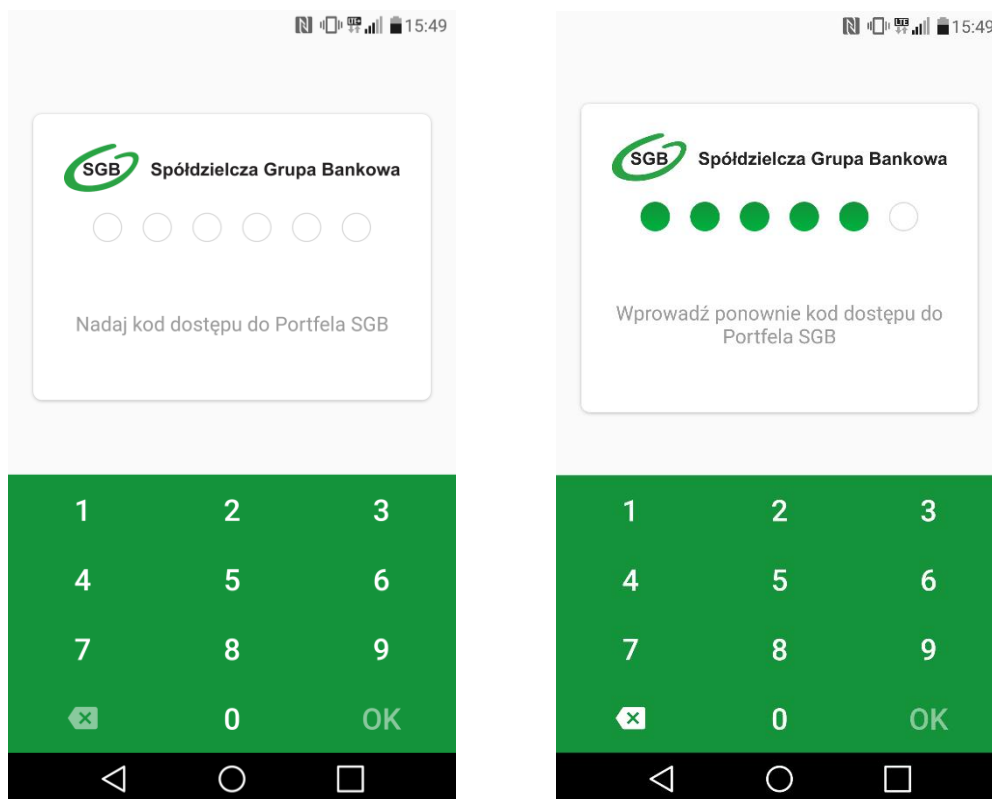 15:49
SGB Spółdzielcza Grupa Bankowa
Nadaj kod dostępu do Portfela SGB
1 2 3
4 5 6
7 8 9
0 OK
LTE 15:49
SGB Spółdzielcza Grupa Bankowa
Wprowadź ponownie kod dostępu do
Portfela SGB
1 2 3
4 5 6
7 8 9
0 OK